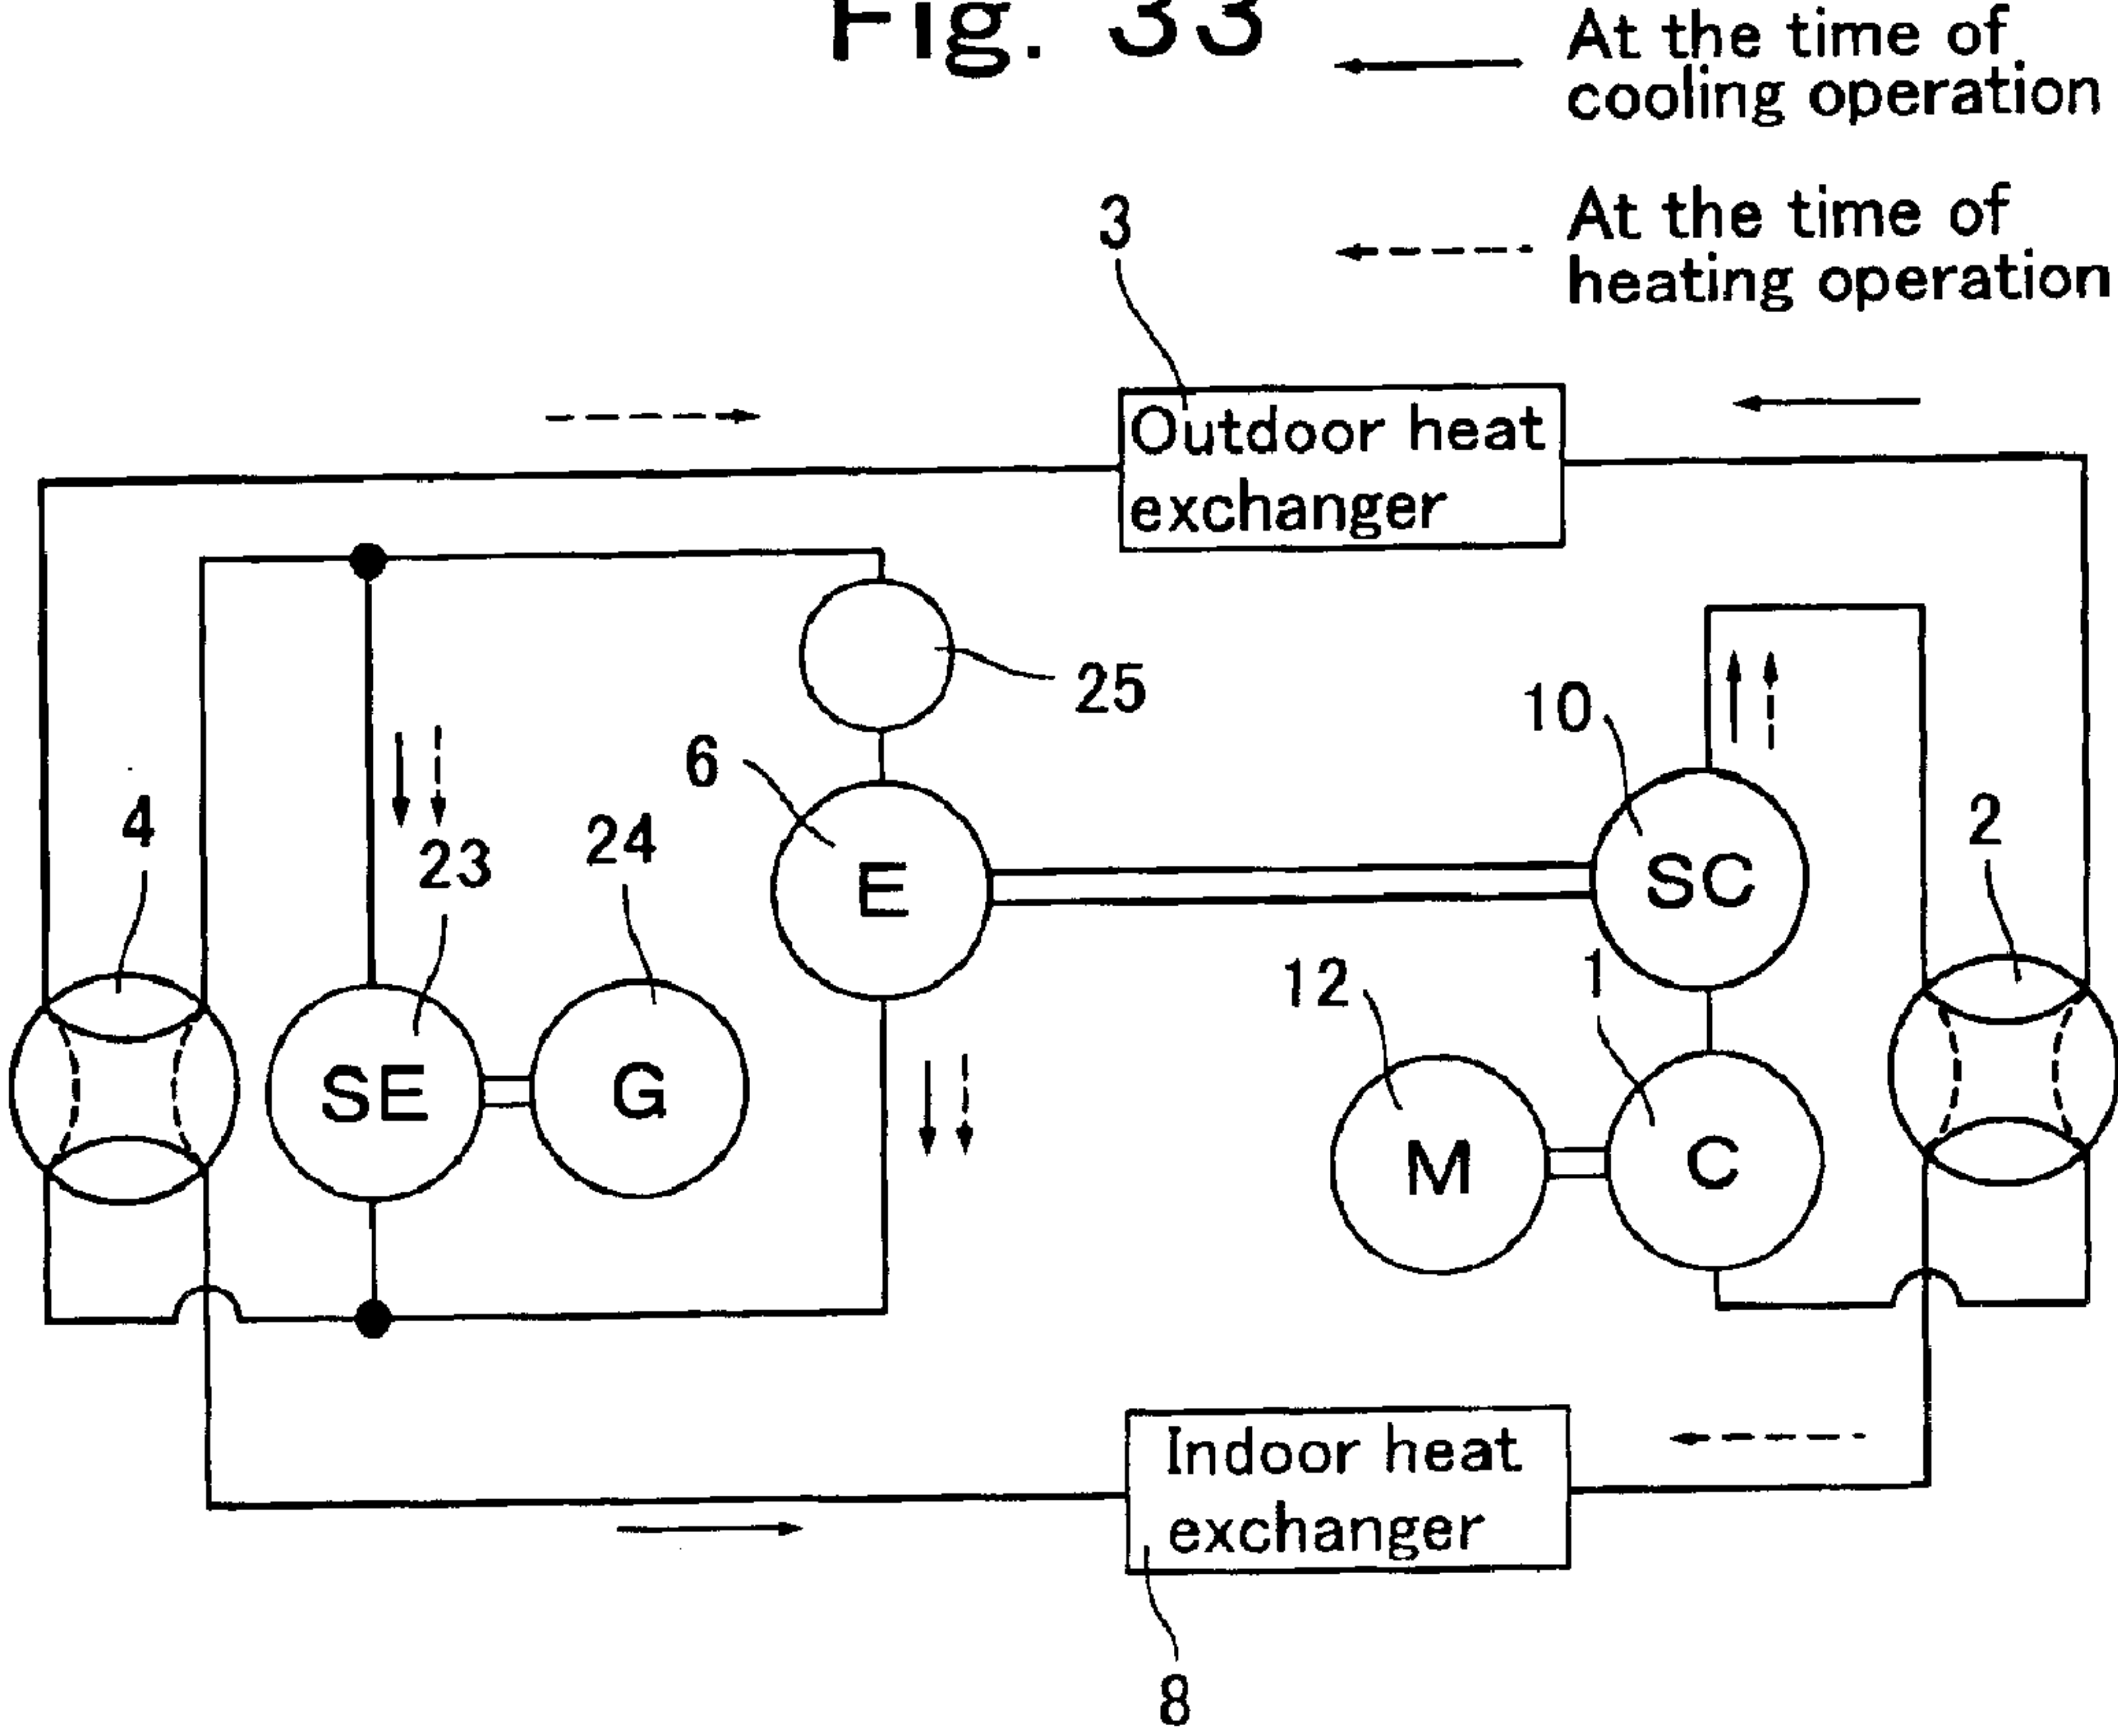 Fig. 33
At the time of
cooling operation
At the time of
heating operation
3
Outdoor heat
exchanger
25
10
6
4
2
24
23
E
SC
12
1
SE
G
M
C
Indoor heat
exchanger
8